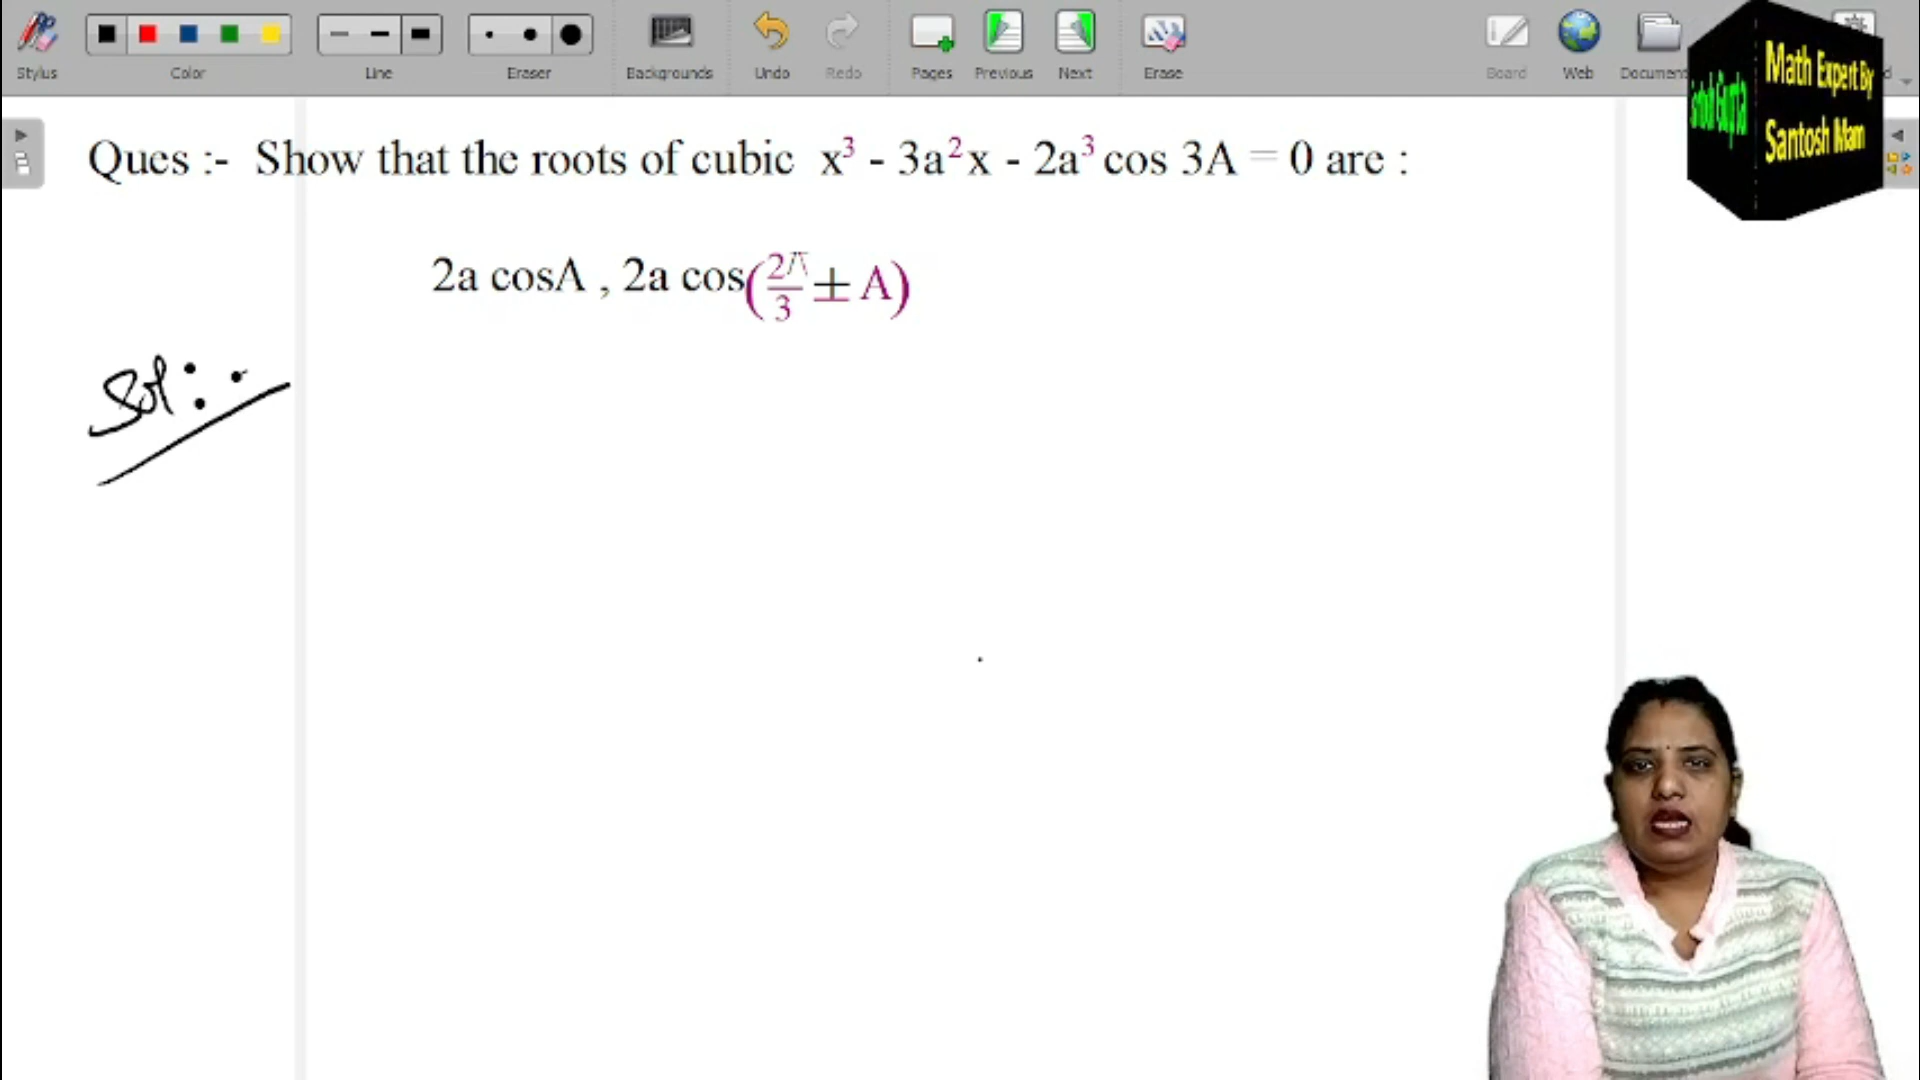 Stylus Color Line Eraser Backgrounds Undo Redo Pages Previous Next Erase Board Web
Math Expert By
Santosh Mam
Gupta
Ques :- Show that the roots of cubic x³ - 3a²x - 2a³ cos 3A = 0 are :
2a cosA , 2a cos(2π/3 ± A)
Sol :-